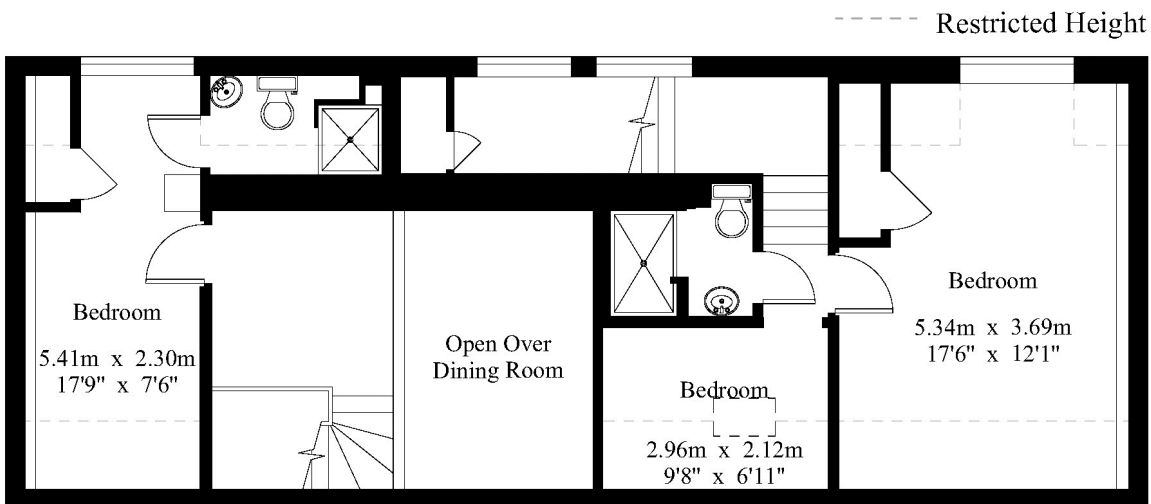 Restricted Height
Bedroom
5.41m x 2.30m
17'9" x 7'6"
Open Over
Dining Room
Bedroom
2.96m x 2.12m
9'8" x 6'11"
Bedroom
5.34m x 3.69m
17'6" x 12'1"